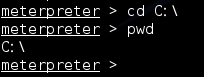 meterpreter > cd C:\
meterpreter > pwd
C:\
meterpreter >